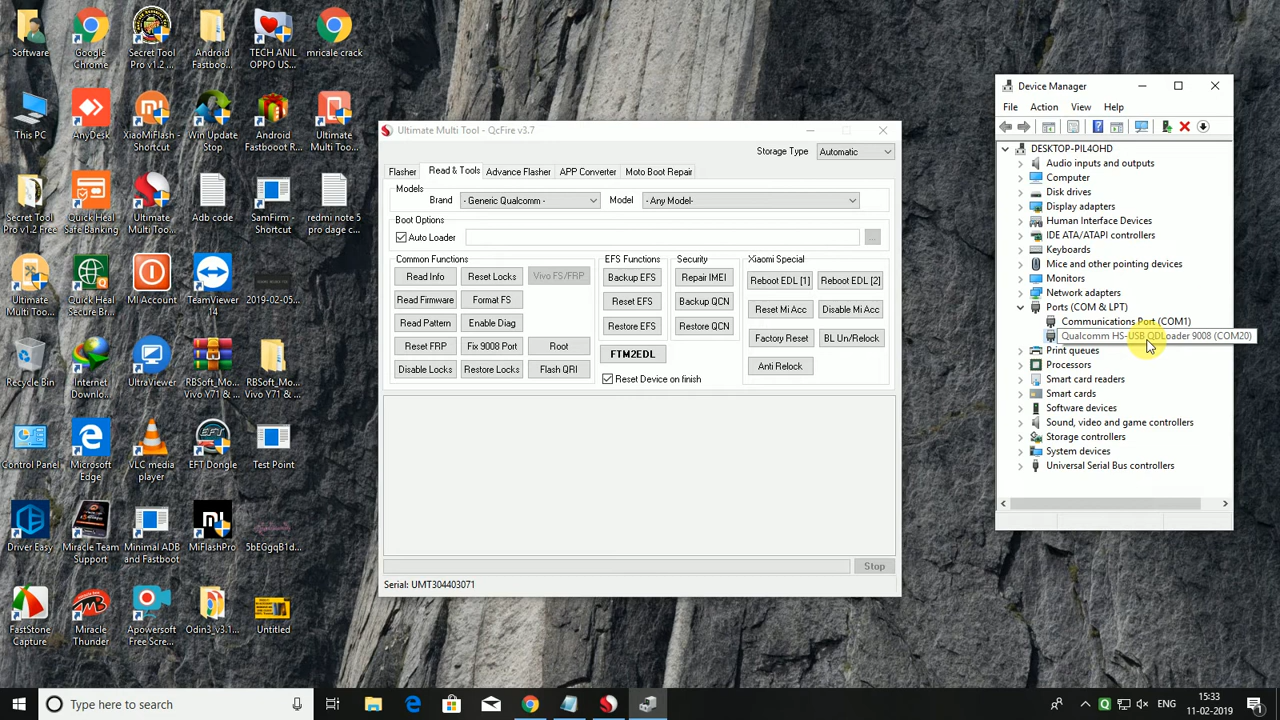 Software
Google Chrome
Secret Tool Pro v1.2 ...
Android Fastboo...
TECH ANIL OPPO US...
mricale crack
This PC
AnyDesk
XiaoMiFlash - Shortcut
Win Update Stop
Android Fastbooot R...
Ultimate Multi Too...
Secret Tool Pro v1.2 Free
Quick Heal Safe Banking
Ultimate Multi Too...
Adb code
SamFirm - Shortcut
redmi note 5 pro dage c...
Ultimate Multi Too...
Quick Heal Secure Br...
Mi Account
TeamViewer 14
2019-02-05...
Recycle Bin
Internet Downlo...
UltraViewer
RBSoft_Mo... Vivo Y71 &...
RBSoft_Mo... Vivo Y71 &...
Control Panel
Microsoft Edge
VLC media player
EFT Dongle
Test Point
Driver Easy
Miracle Team Support
Minimal ADB and Fastboot
MiFlashPro
5bEGgqB1d...
FastStone Capture
Miracle Thunder
Apowersoft Free Scre...
Odin3_v3.1...
Untitled
Ultimate Multi Tool - QcFire v3.7
Storage Type Automatic
Flasher Read & Tools Advance Flasher APP Converter Moto Boot Repair
Models
Brand - Generic Qualcomm - Model - Any Model-
Boot Options
Auto Loader ...
Common Functions
Read Info Reset Locks Vivo FS/FRP
Read Firmware Format FS
Read Pattern Enable Diag
Reset FRP Fix 9008 Port Root
Disable Locks Restore Locks Flash QRI
EFS Functions
Backup EFS
Reset EFS
Restore EFS
FTM2EDL
Security
Repair IMEI
Backup QCN
Restore QCN
Reset Device on finish
Xiaomi Special
Reboot EDL [1] Reboot EDL [2]
Reset Mi Acc Disable Mi Acc
Factory Reset BL Un/Relock
Anti Relock
Stop
Serial: UMT304403071
Device Manager
File Action View Help
DESKTOP-PIL4OHD
Audio inputs and outputs
Computer
Disk drives
Display adapters
Human Interface Devices
IDE ATA/ATAPI controllers
Keyboards
Mice and other pointing devices
Monitors
Network adapters
Ports (COM & LPT)
Communications Port (COM1)
Qualcomm HS-USB QDLoader 9008 (COM20)
Print queues
Processors
Smart card readers
Smart cards
Software devices
Sound, video and game controllers
Storage controllers
System devices
Universal Serial Bus controllers
Type here to search
ENG
15:33
11-02-2019